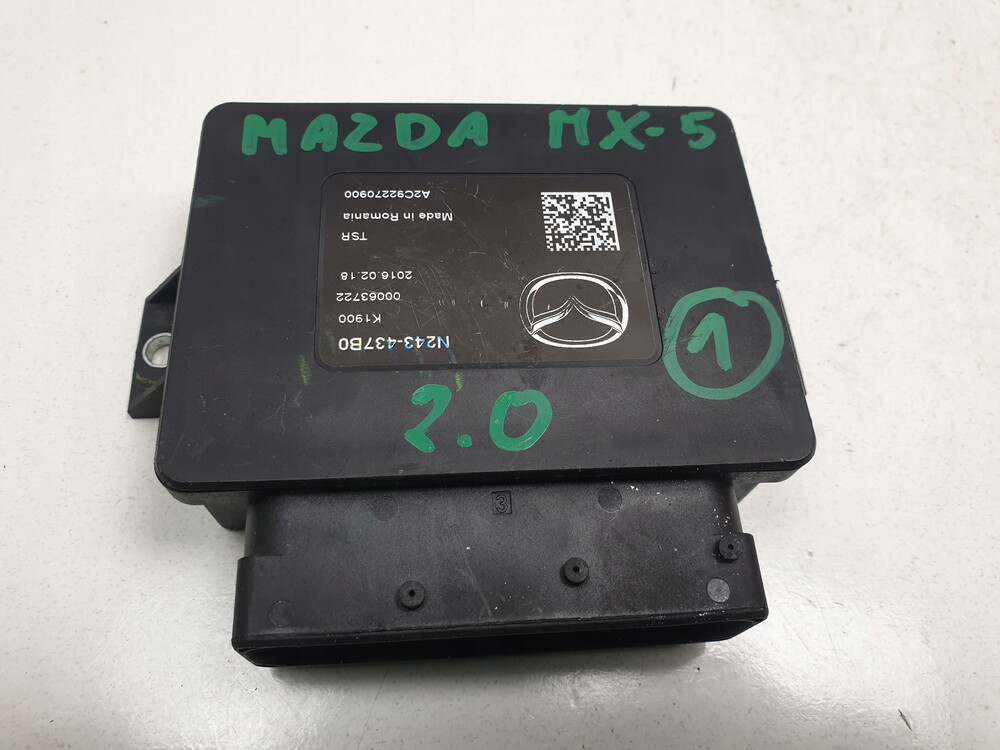 MAZDA MX-5
N243-437B0
K1900
00063722
2016.02.18
TSR
Made in Romania
A2C92270900
1
2.0
3